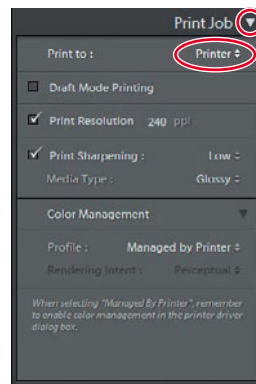 Print Job ▼
Print to : Printer
Draft Mode Printing
Print Resolution 240 ppi
Print Sharpening : Low
Media Type : Glossy
Color Management ▼
Profile : Managed by Printer
Rendering Intent : Perceptual
When selecting "Managed By Printer", remember
to enable color management in the printer driver
dialog box.